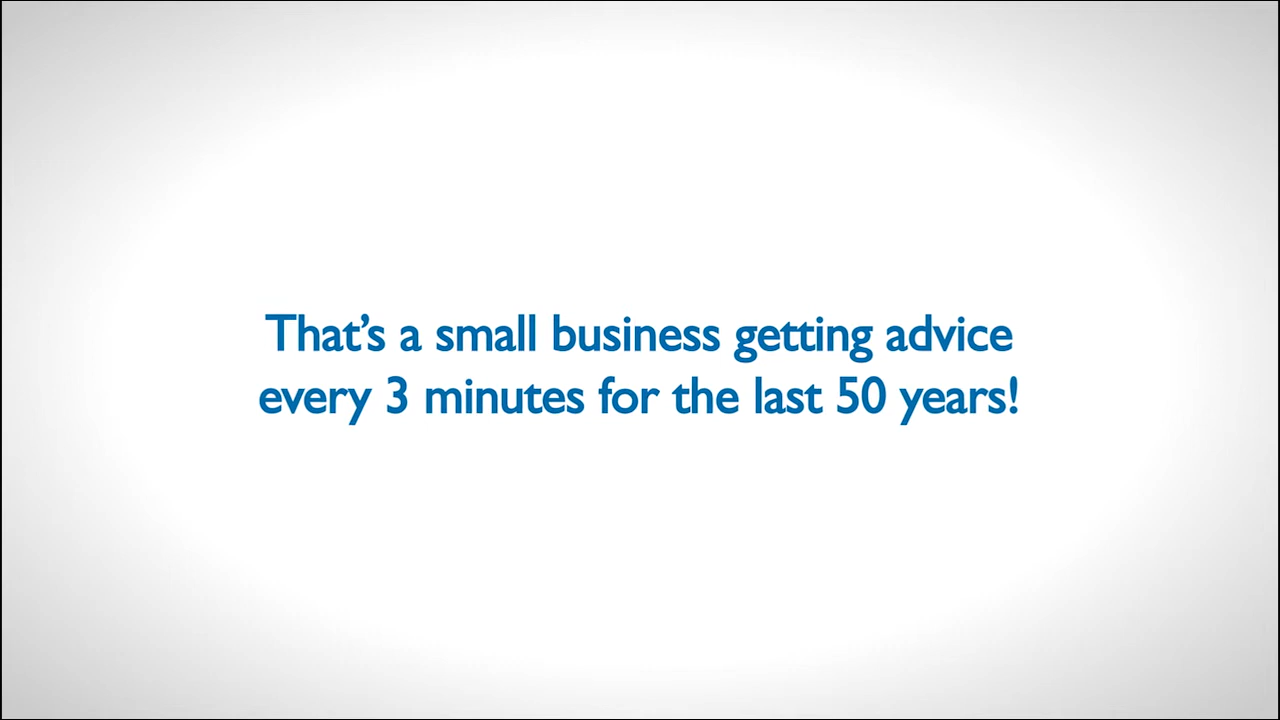 That’s a small business getting advice
every 3 minutes for the last 50 years!